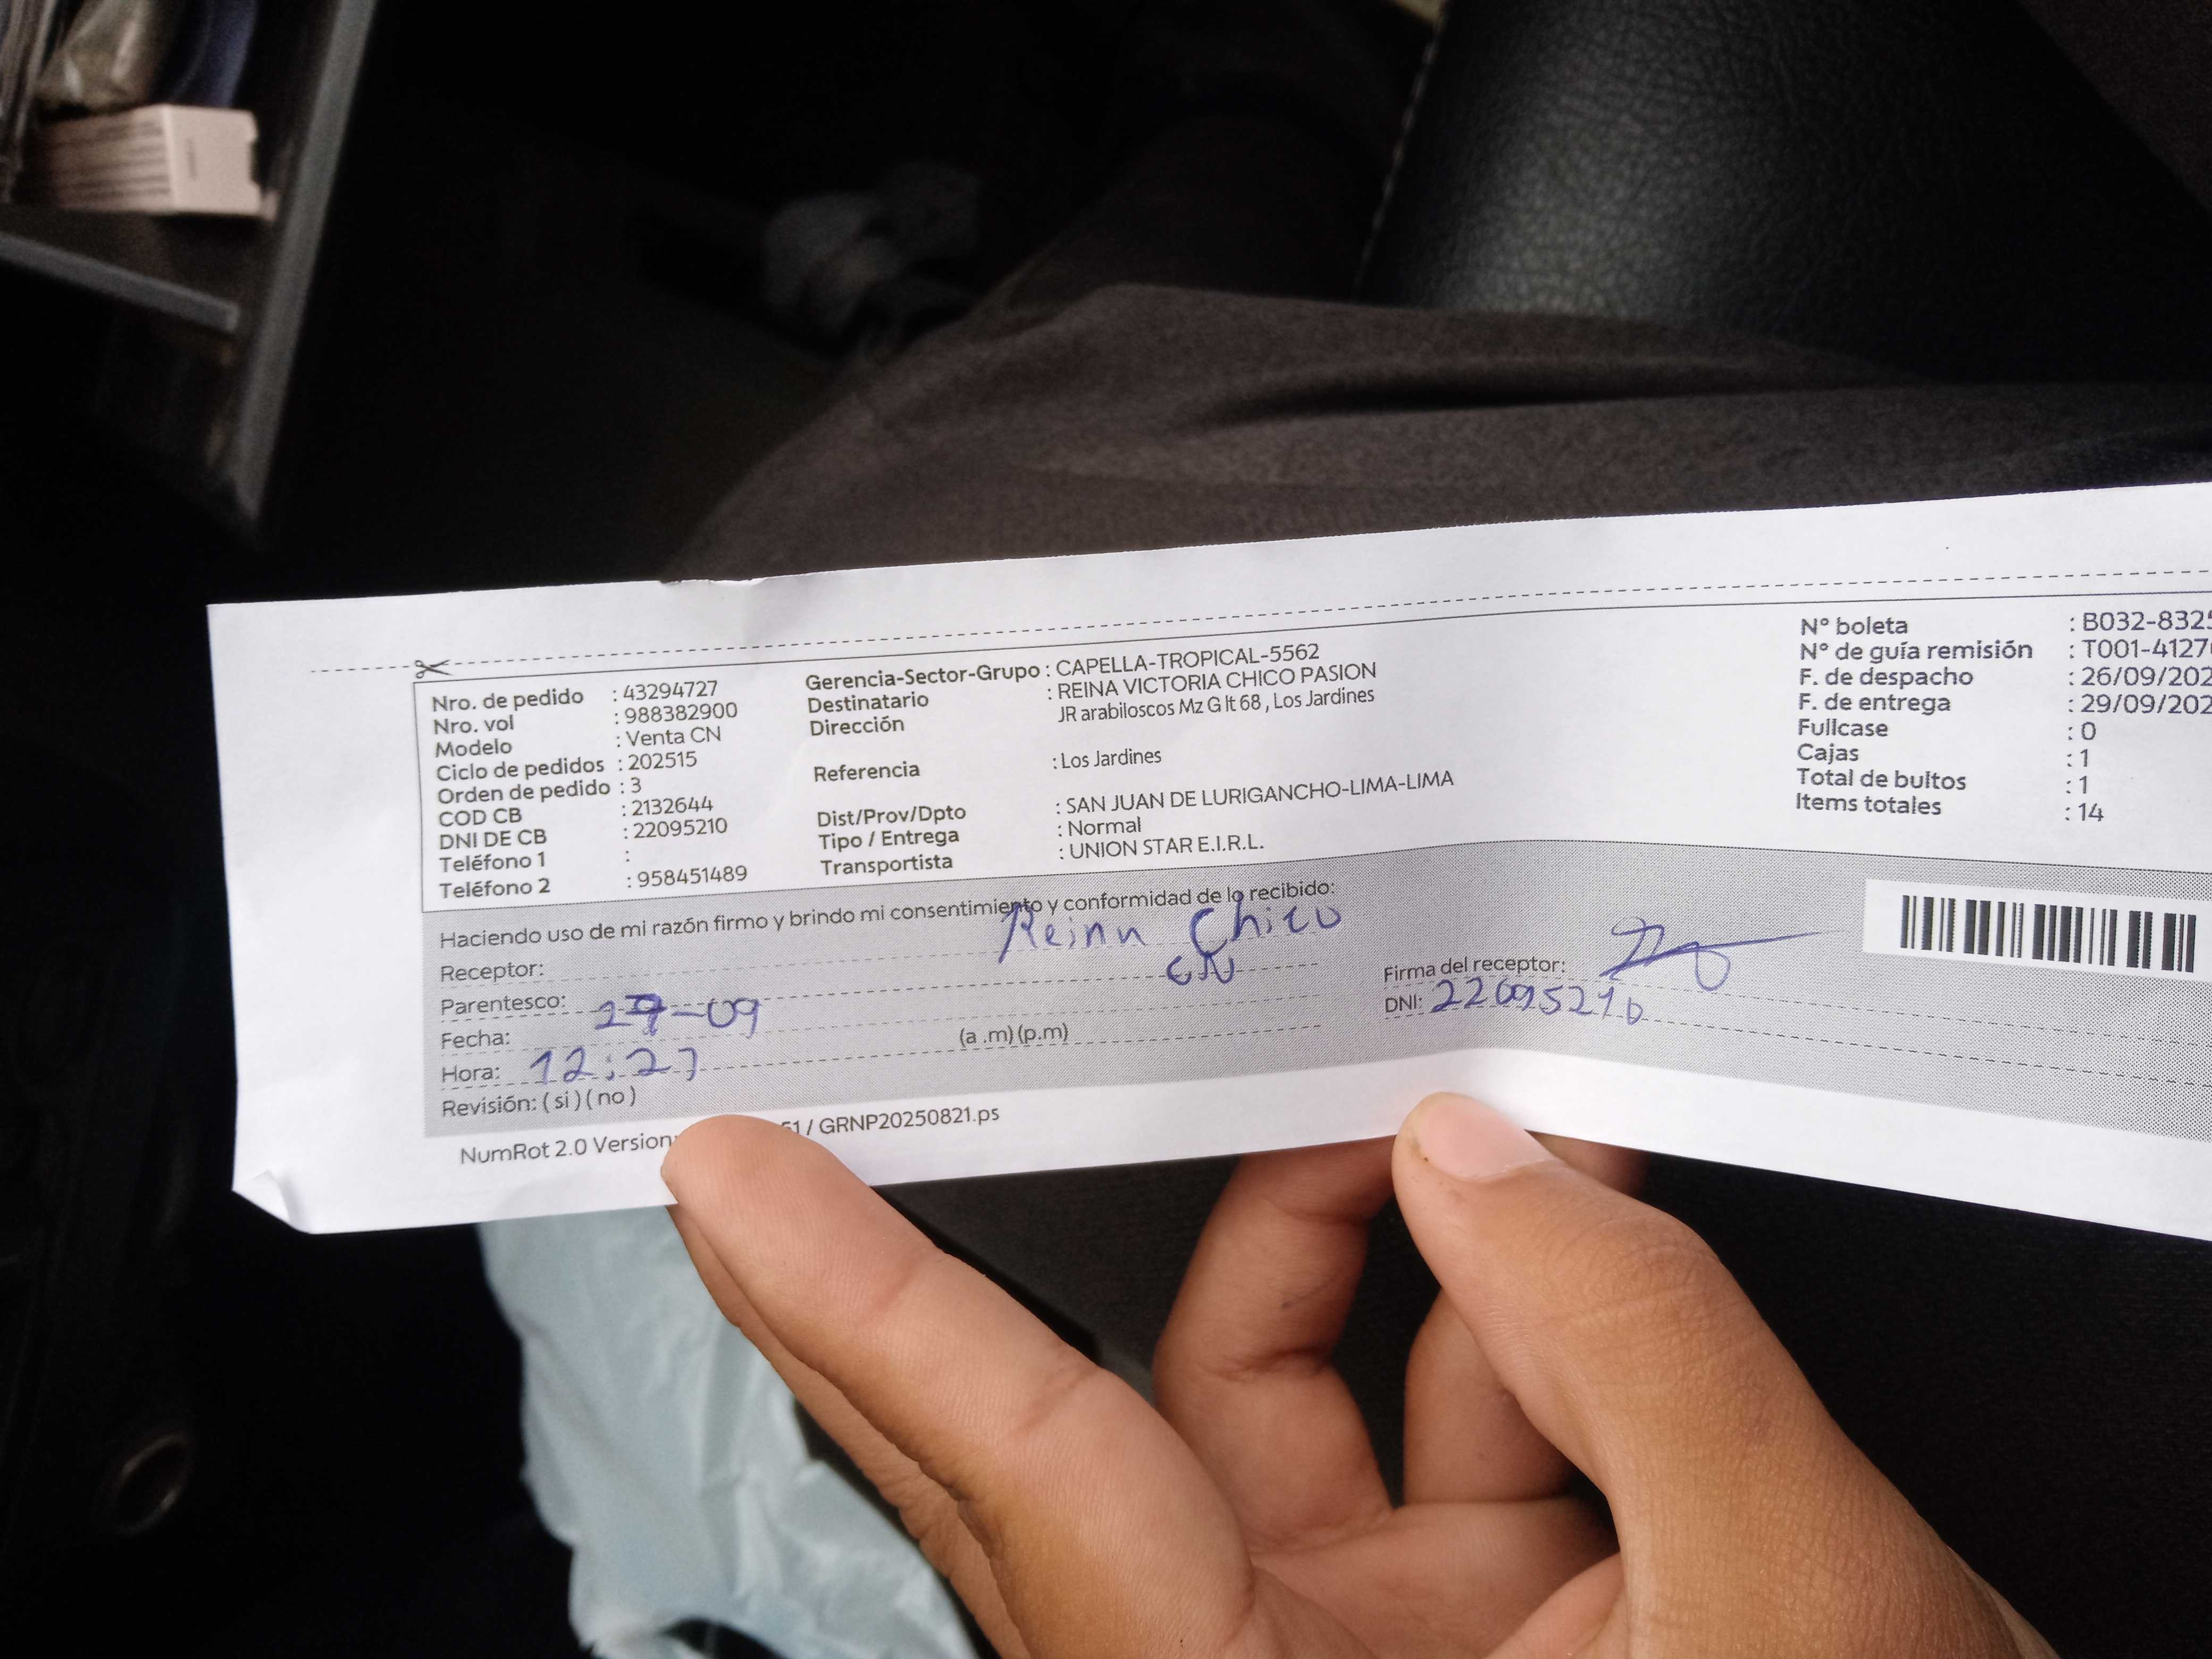 Nro. de pedido : 43294727
Nro. vol : 988382900
Modelo : Venta CN
Ciclo de pedidos : 202515
Orden de pedido : 3
COD CB : 2132644
DNI DE CB : 22095210
Teléfono 1 :
Teléfono 2 : 958451489
Gerencia-Sector-Grupo : CAPELLA-TROPICAL-5562
Destinatario : REINA VICTORIA CHICO PASION
Dirección JR arabiloscos Mz G lt 68 , Los Jardines
Referencia : Los Jardines
Dist/Prov/Dpto : SAN JUAN DE LURIGANCHO-LIMA-LIMA
Tipo / Entrega : Normal
Transportista : UNION STAR E.I.R.L.
N° boleta : B032-832
N° de guía remisión : T001-4127
F. de despacho : 26/09/202
F. de entrega : 29/09/202
Fullcase : 0
Cajas : 1
Total de bultos : 1
Items totales : 14
Haciendo uso de mi razón firmo y brindo mi consentimiento y conformidad de lo recibido:
Receptor: Reina Chico
Parentesco: CN
Fecha: 27-09
Hora: 12:27 (a .m) (p.m)
Revisión: ( si ) ( no )
Firma del receptor:
DNI: 22095210
NumRot 2.0 Version: 51 / GRNP20250821.ps